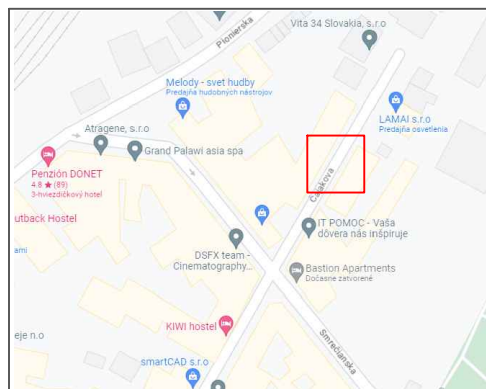 Pionierska
Vita 34 Slovakia, s.r.o
Melody - svet hudby
Predajňa hudobných nástrojov
LAMAI s.r.o
Predajňa osvetlenia
Atragene, s.r.o
Grand Palawi asia spa
Penzión DONET
4.8 ★ (89)
3-hviezdičkový hotel
utback Hostel
Čajakova
IT POMOC - Vaša
dôvera nás inšpiruje
ami
DSFX team -
Cinematography...
Bastion Apartments
Dočasne zatvorené
KIWI hostel
Smrečianska
eje n.o
smartCAD s.r.o